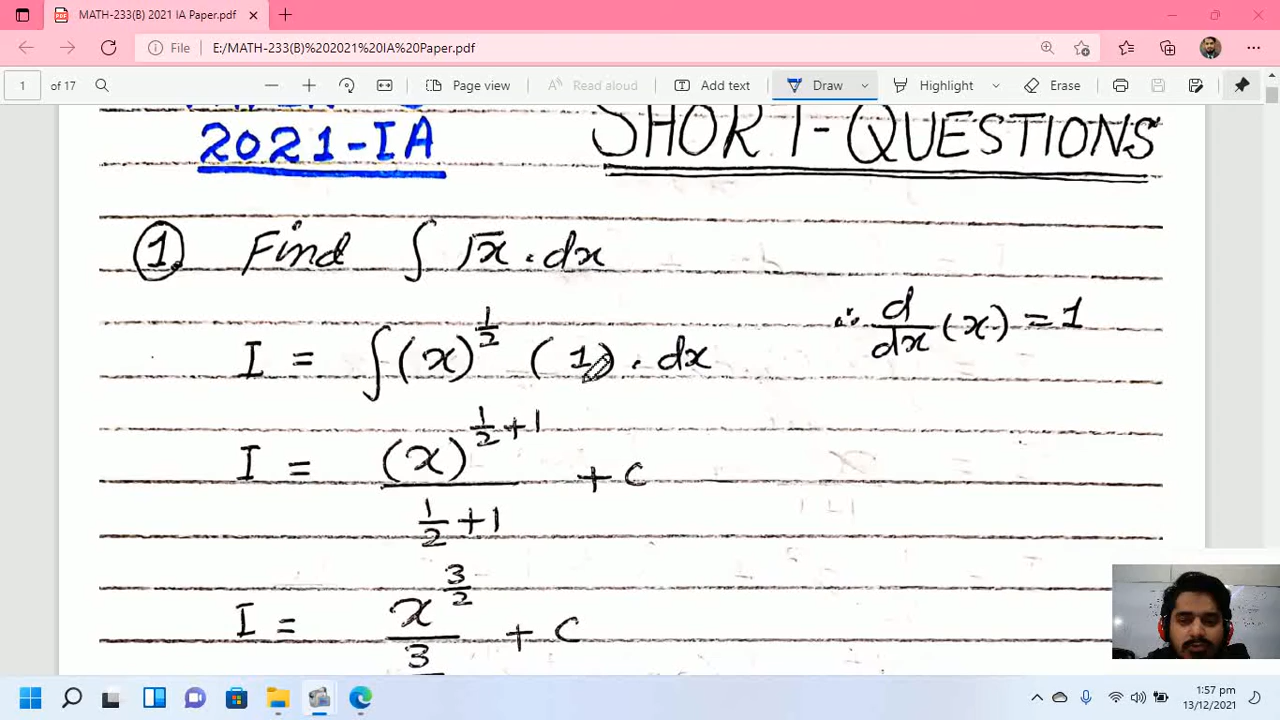 MATH-233(B) 2021 IA Paper.pdf
File E:/MATH-233(B)%202021%20IA%20Paper.pdf
1 of 17 Page view Read aloud Add text Draw Highlight Erase
2021-IA SHORT-QUESTIONS
1. Find ∫ √x . dx
∴ d/dx (x) = 1
I = ∫ (x)^(1/2) (1) . dx
I = (x)^(1/2+1) / (1/2+1) + c
I = x^(3/2) / 3 + C
1:57 pm
13/12/2021